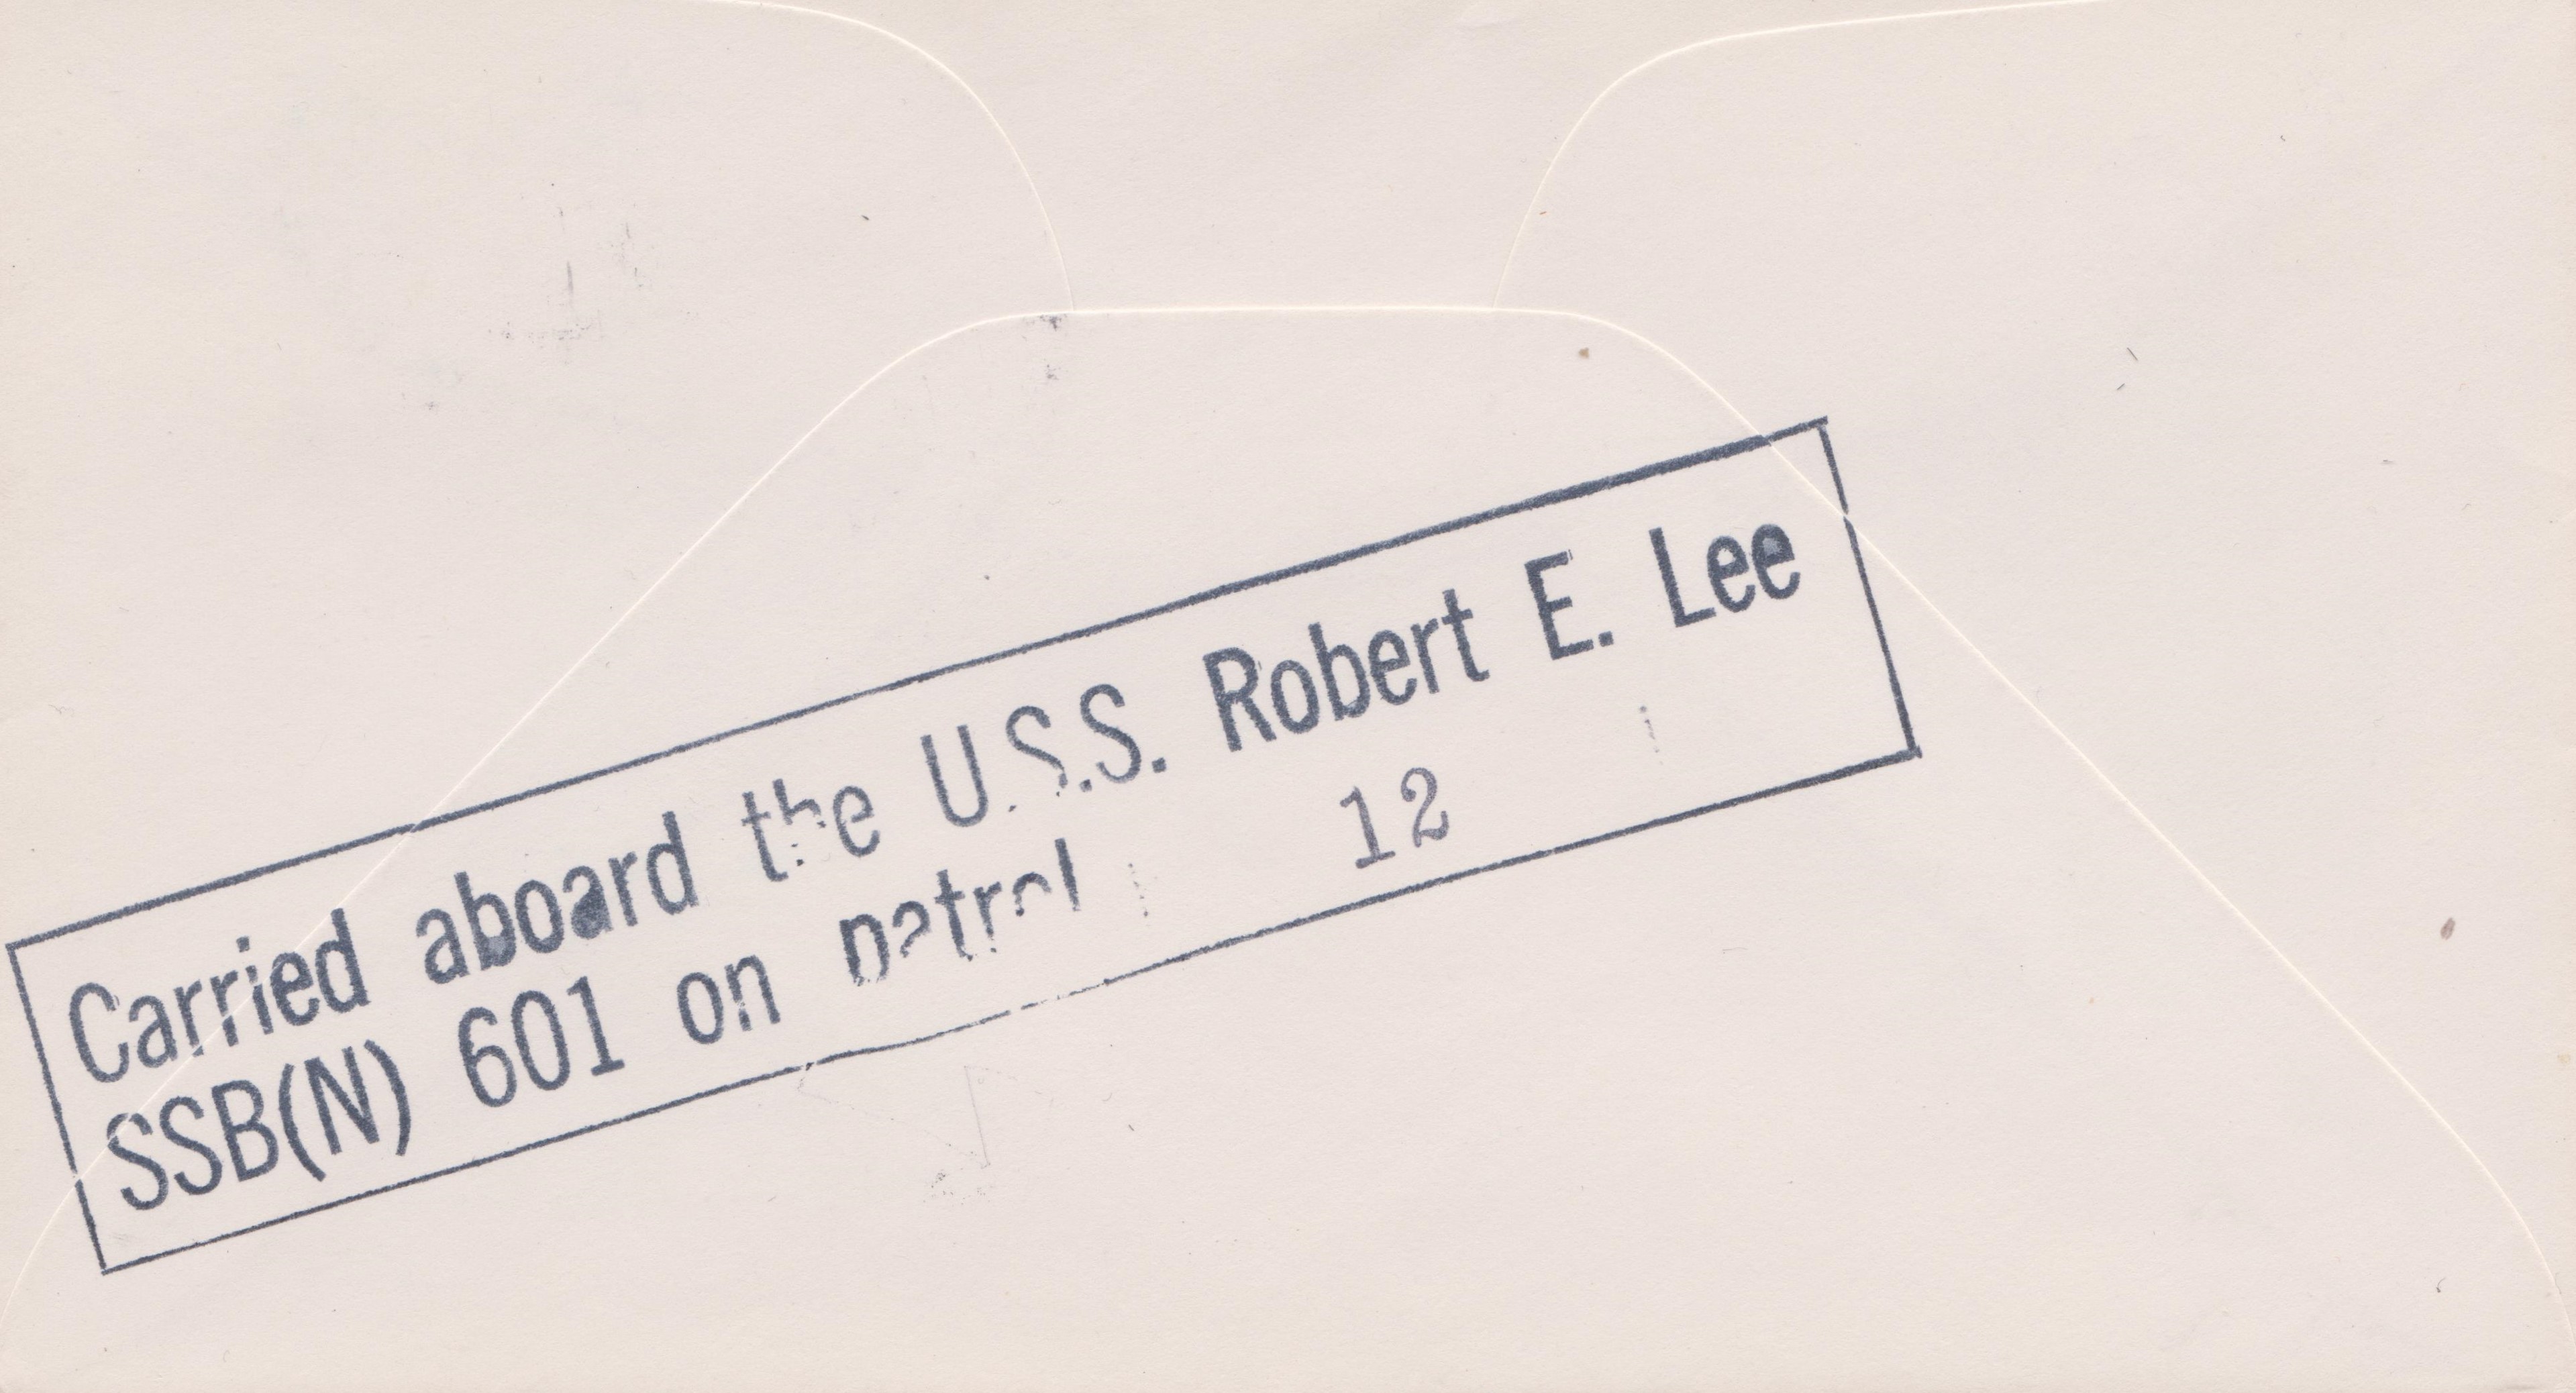 Carried aboard the U.S.S. Robert E. Lee
SSB(N) 601 on patrol 12